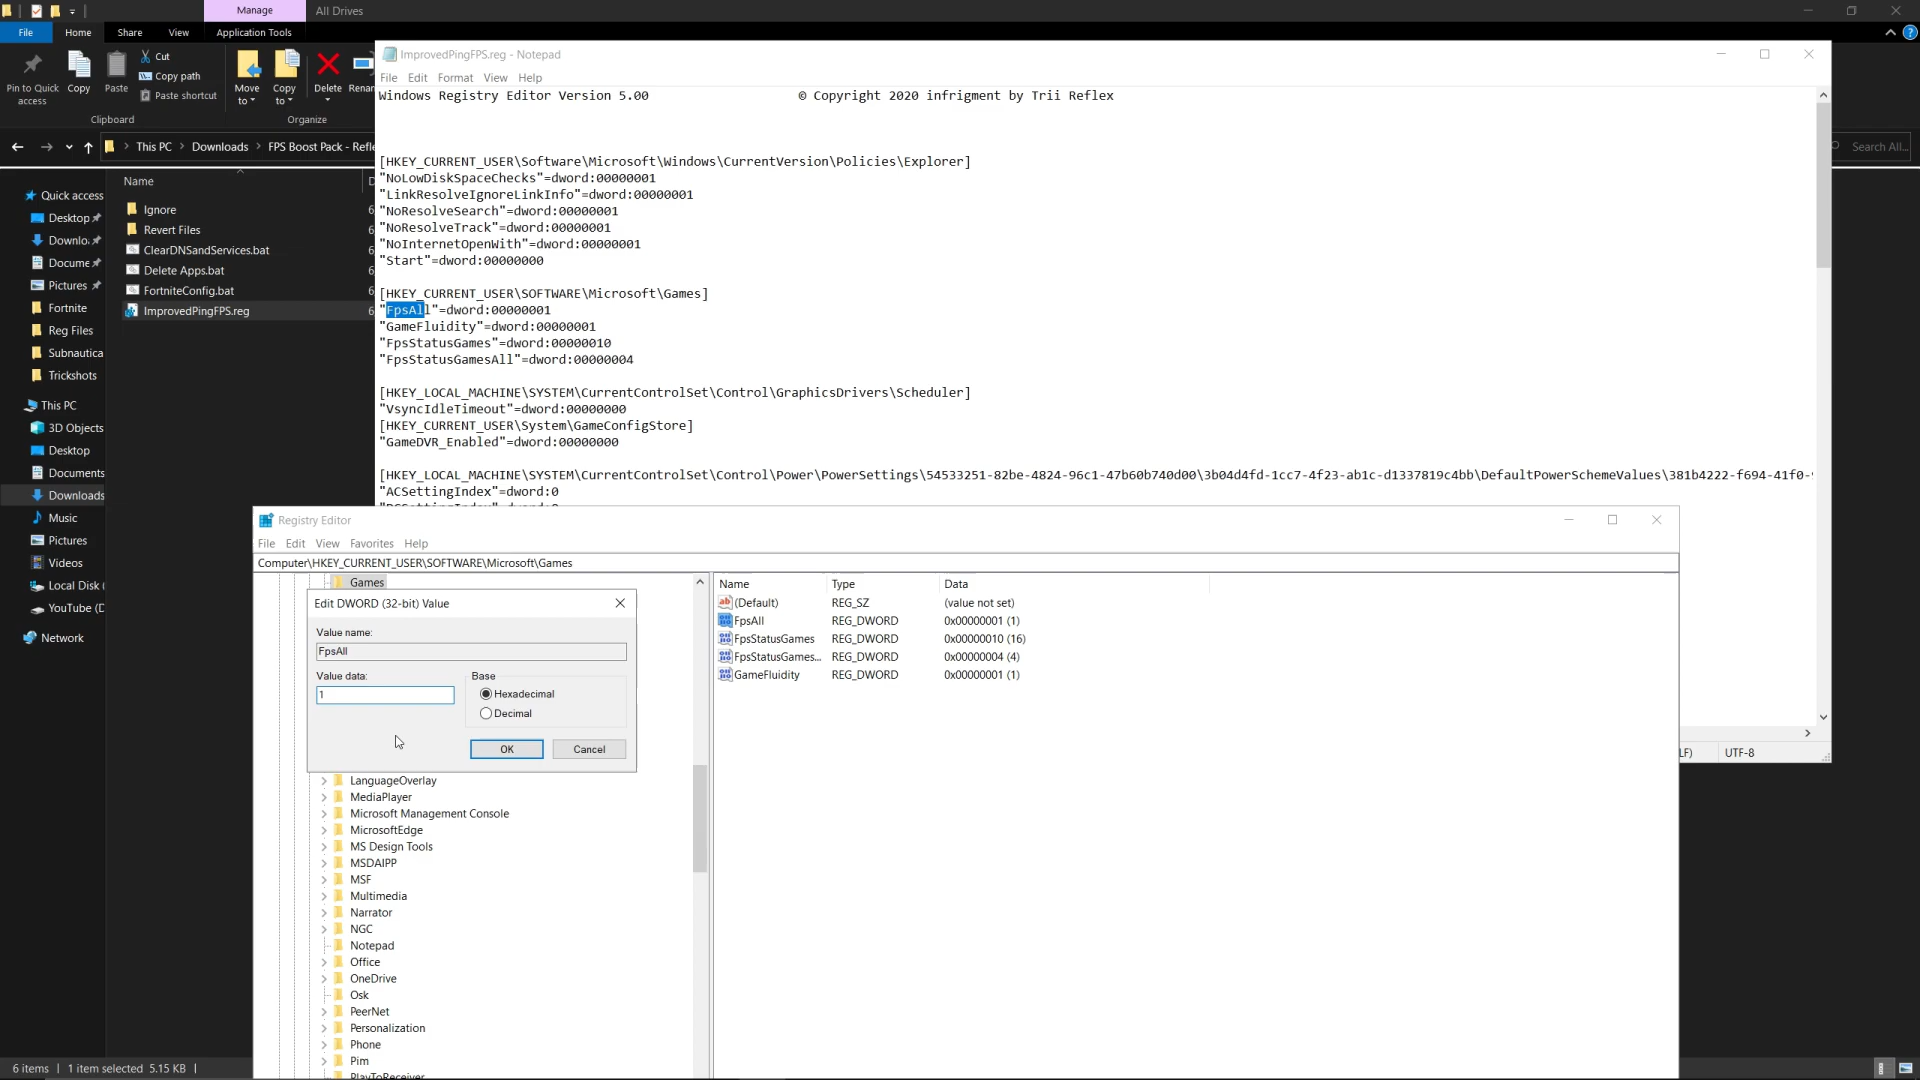 Manage
All Drives
File
Home
Share
View
Application Tools
Pin to Quick access
Copy
Paste
Cut
Copy path
Paste shortcut
Move to
Copy to
Delete
Clipboard
Organize
This PC > Downloads > FPS Boost Pack -
Search All...
Name
Quick access
Desktop
Docume
Pictures
Fortnite
Reg Files
Subnautica
Trickshots
This PC
3D Objects
Desktop
Documents
Downloads
Music
Pictures
Videos
Local Disk (
YouTube (D
Network
Ignore
Revert Files
ClearDNSandServices.bat
Delete Apps.bat
FortniteConfig.bat
ImprovedPingFPS.reg
6 items
1 item selected 5.15 KB
ImprovedPingFPS.reg - Notepad
File Edit Format View Help
Windows Registry Editor Version 5.00 © Copyright 2020 infrigment by Trii Reflex
[HKEY_CURRENT_USER\Software\Microsoft\Windows\CurrentVersion\Policies\Explorer]
"NoLowDiskSpaceChecks"=dword:00000001
"LinkResolveIgnoreLinkInfo"=dword:00000001
"NoResolveSearch"=dword:00000001
"NoResolveTrack"=dword:00000001
"NoInternetOpenWith"=dword:00000001
"Start"=dword:00000000
[HKEY_CURRENT_USER\SOFTWARE\Microsoft\Games]
"FpsAll"=dword:00000001
"GameFluidity"=dword:00000001
"FpsStatusGames"=dword:00000010
"FpsStatusGamesAll"=dword:00000004
[HKEY_LOCAL_MACHINE\SYSTEM\CurrentControlSet\Control\GraphicsDrivers\Scheduler]
"VsyncIdleTimeout"=dword:00000000
[HKEY_CURRENT_USER\System\GameConfigStore]
"GameDVR_Enabled"=dword:00000000
[HKEY_LOCAL_MACHINE\SYSTEM\CurrentControlSet\Control\Power\PowerSettings\54533251-82be-4824-96c1-47b60b740d00\3b04d4fd-1cc7-4f23-ab1c-d1337819c4bb\DefaultPowerSchemeValues\381b4222-f694-41f0-
"ACSettingIndex"=dword:0
UTF-8
Registry Editor
File Edit View Favorites Help
Computer\HKEY_CURRENT_USER\SOFTWARE\Microsoft\Games
Games
Edit DWORD (32-bit) Value
Value name:
FpsAll
Value data:
1
Base
Hexadecimal
Decimal
OK
Cancel
LanguageOverlay
MediaPlayer
Microsoft Management Console
MicrosoftEdge
MS Design Tools
MSDAIPP
MSF
Multimedia
Narrator
NGC
Notepad
Office
OneDrive
Osk
PeerNet
Personalization
Phone
Pim
PlayToReceiver
Name Type Data
(Default) REG_SZ (value not set)
FpsAll REG_DWORD 0x00000001 (1)
FpsStatusGames REG_DWORD 0x00000010 (16)
FpsStatusGames... REG_DWORD 0x00000004 (4)
GameFluidity REG_DWORD 0x00000001 (1)